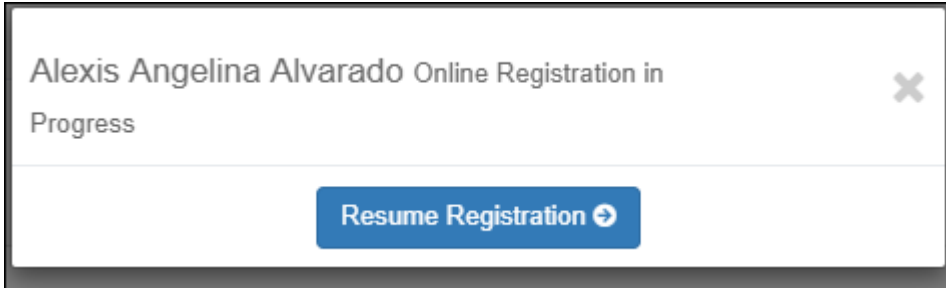 Alexis Angelina Alvarado Online Registration in
Progress
Resume Registration